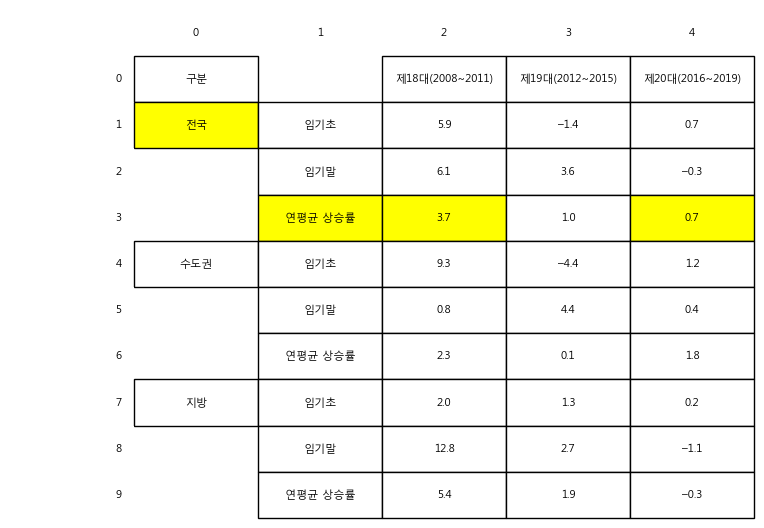 0 1 2 3 4
0 구분 제18대(2008~2011) 제19대(2012~2015) 제20대(2016~2019)
1 전국 임기초 5.9 −1.4 0.7
2 임기말 6.1 3.6 −0.3
3 연평균 상승률 3.7 1.0 0.7
4 수도권 임기초 9.3 −4.4 1.2
5 임기말 0.8 4.4 0.4
6 연평균 상승률 2.3 0.1 1.8
7 지방 임기초 2.0 1.3 0.2
8 임기말 12.8 2.7 −1.1
9 연평균 상승률 5.4 1.9 −0.3